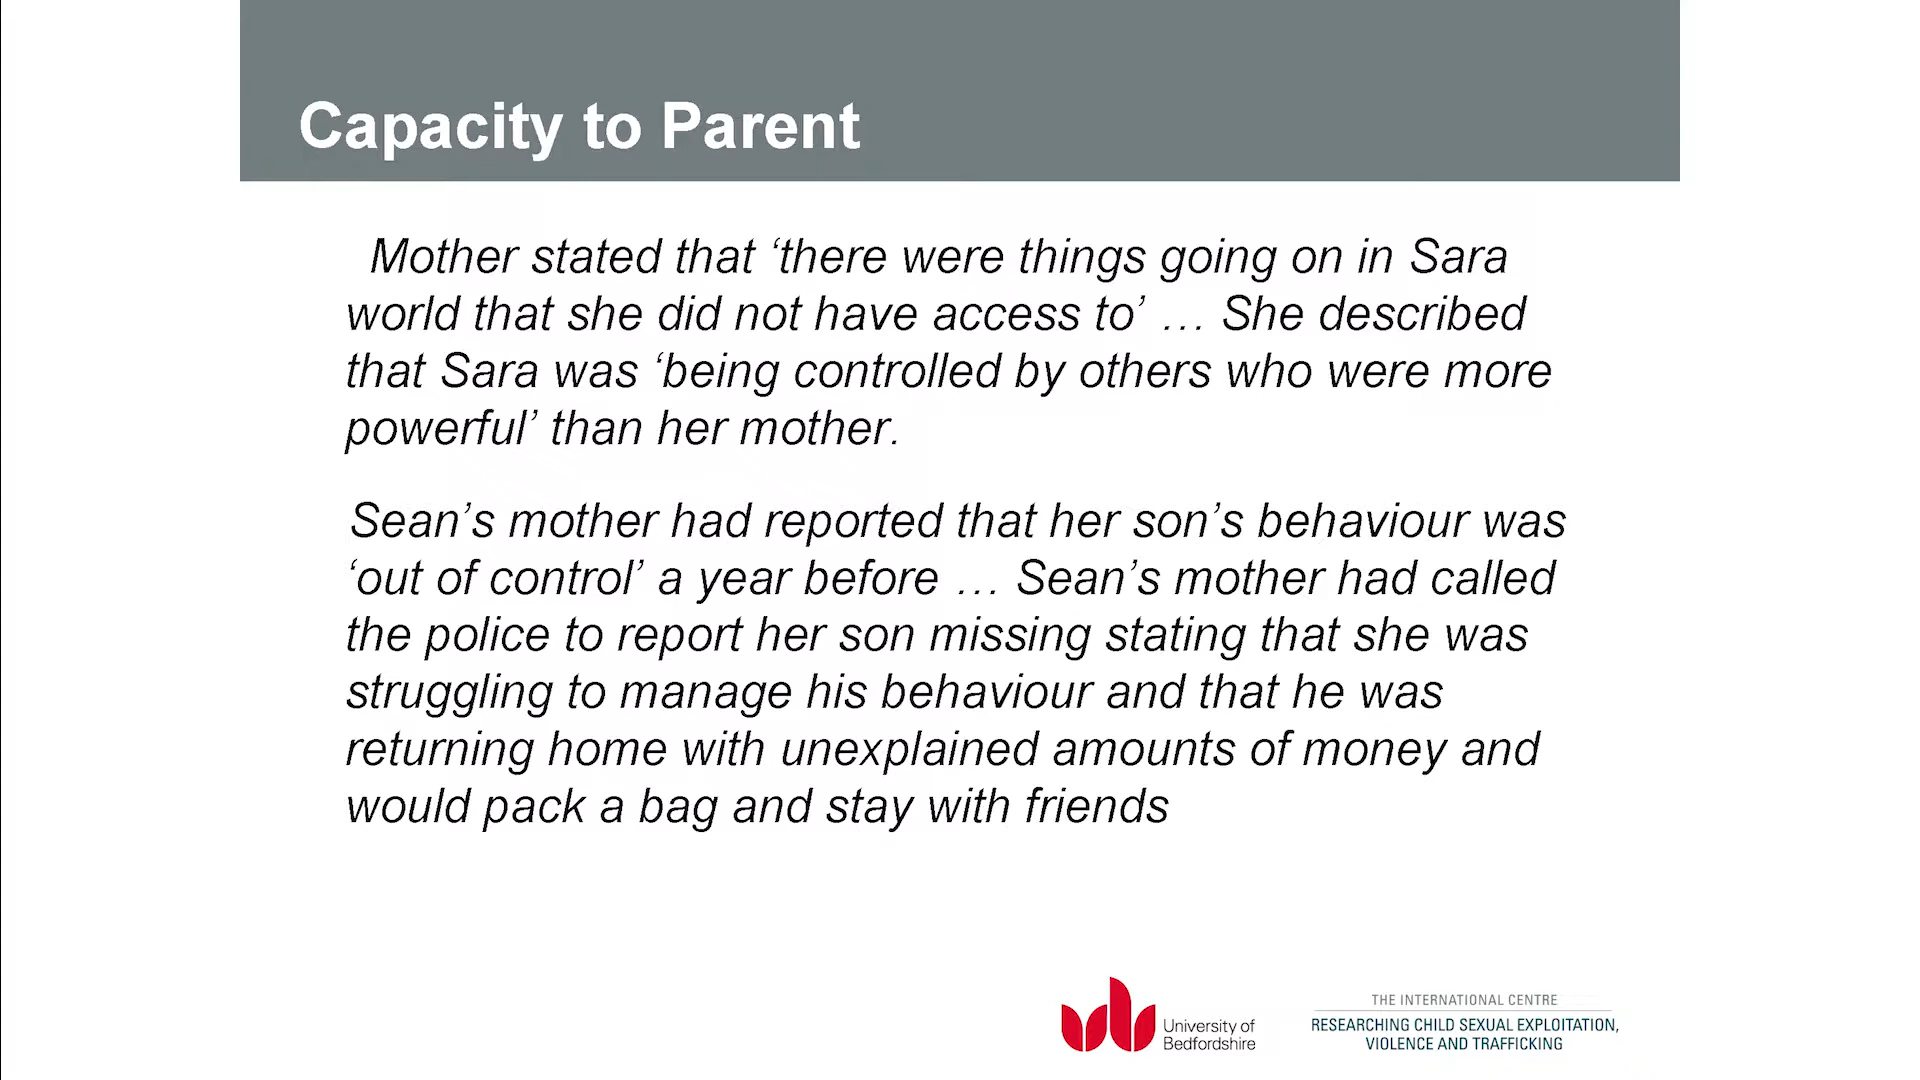 Capacity to Parent
Mother stated that ‘there were things going on in Sara
world that she did not have access to’ … She described
that Sara was ‘being controlled by others who were more
powerful’ than her mother.
Sean’s mother had reported that her son’s behaviour was
‘out of control’ a year before … Sean’s mother had called
the police to report her son missing stating that she was
struggling to manage his behaviour and that he was
returning home with unexplained amounts of money and
would pack a bag and stay with friends
University of
Bedfordshire
THE INTERNATIONAL CENTRE
RESEARCHING CHILD SEXUAL EXPLOITATION,
VIOLENCE AND TRAFFICKING